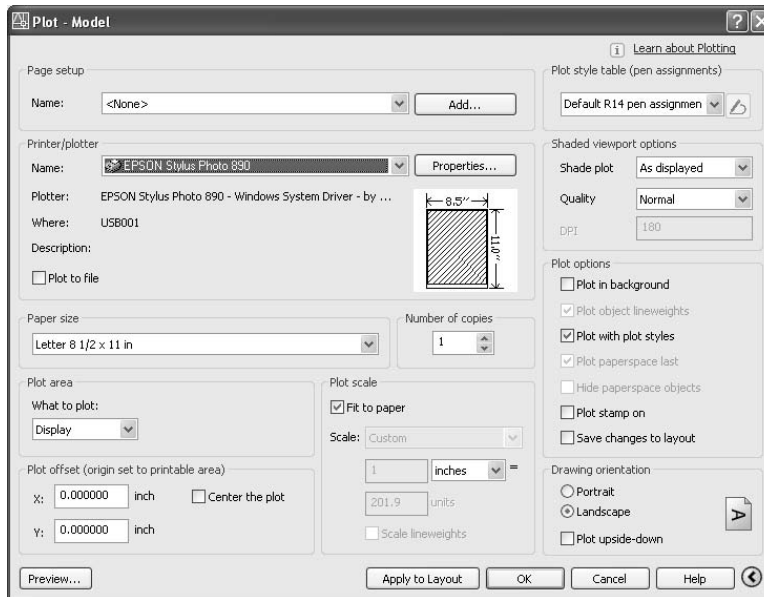 Plot - Model
Learn about Plotting
Page setup
Name: <None> Add...
Plot style table (pen assignments)
Default R14 pen assignmen
Printer/plotter
Name: EPSON Stylus Photo 890 Properties...
Plotter: EPSON Stylus Photo 890 - Windows System Driver - by ...
Where: USB001
Description:
Plot to file
8.5''
11.0''
Shaded viewport options
Shade plot As displayed
Quality Normal
DPI 180
Paper size
Letter 8 1/2 x 11 in
Number of copies
1
Plot options
Plot in background
Plot object lineweights
Plot with plot styles
Plot paperspace last
Hide paperspace objects
Plot stamp on
Save changes to layout
Plot area
What to plot:
Display
Plot scale
Fit to paper
Scale: Custom
1 inches =
201.9 units
Scale lineweights
Plot offset (origin set to printable area)
X: 0.000000 inch Center the plot
Y: 0.000000 inch
Drawing orientation
Portrait
Landscape
Plot upside-down
A
Preview... Apply to Layout OK Cancel Help